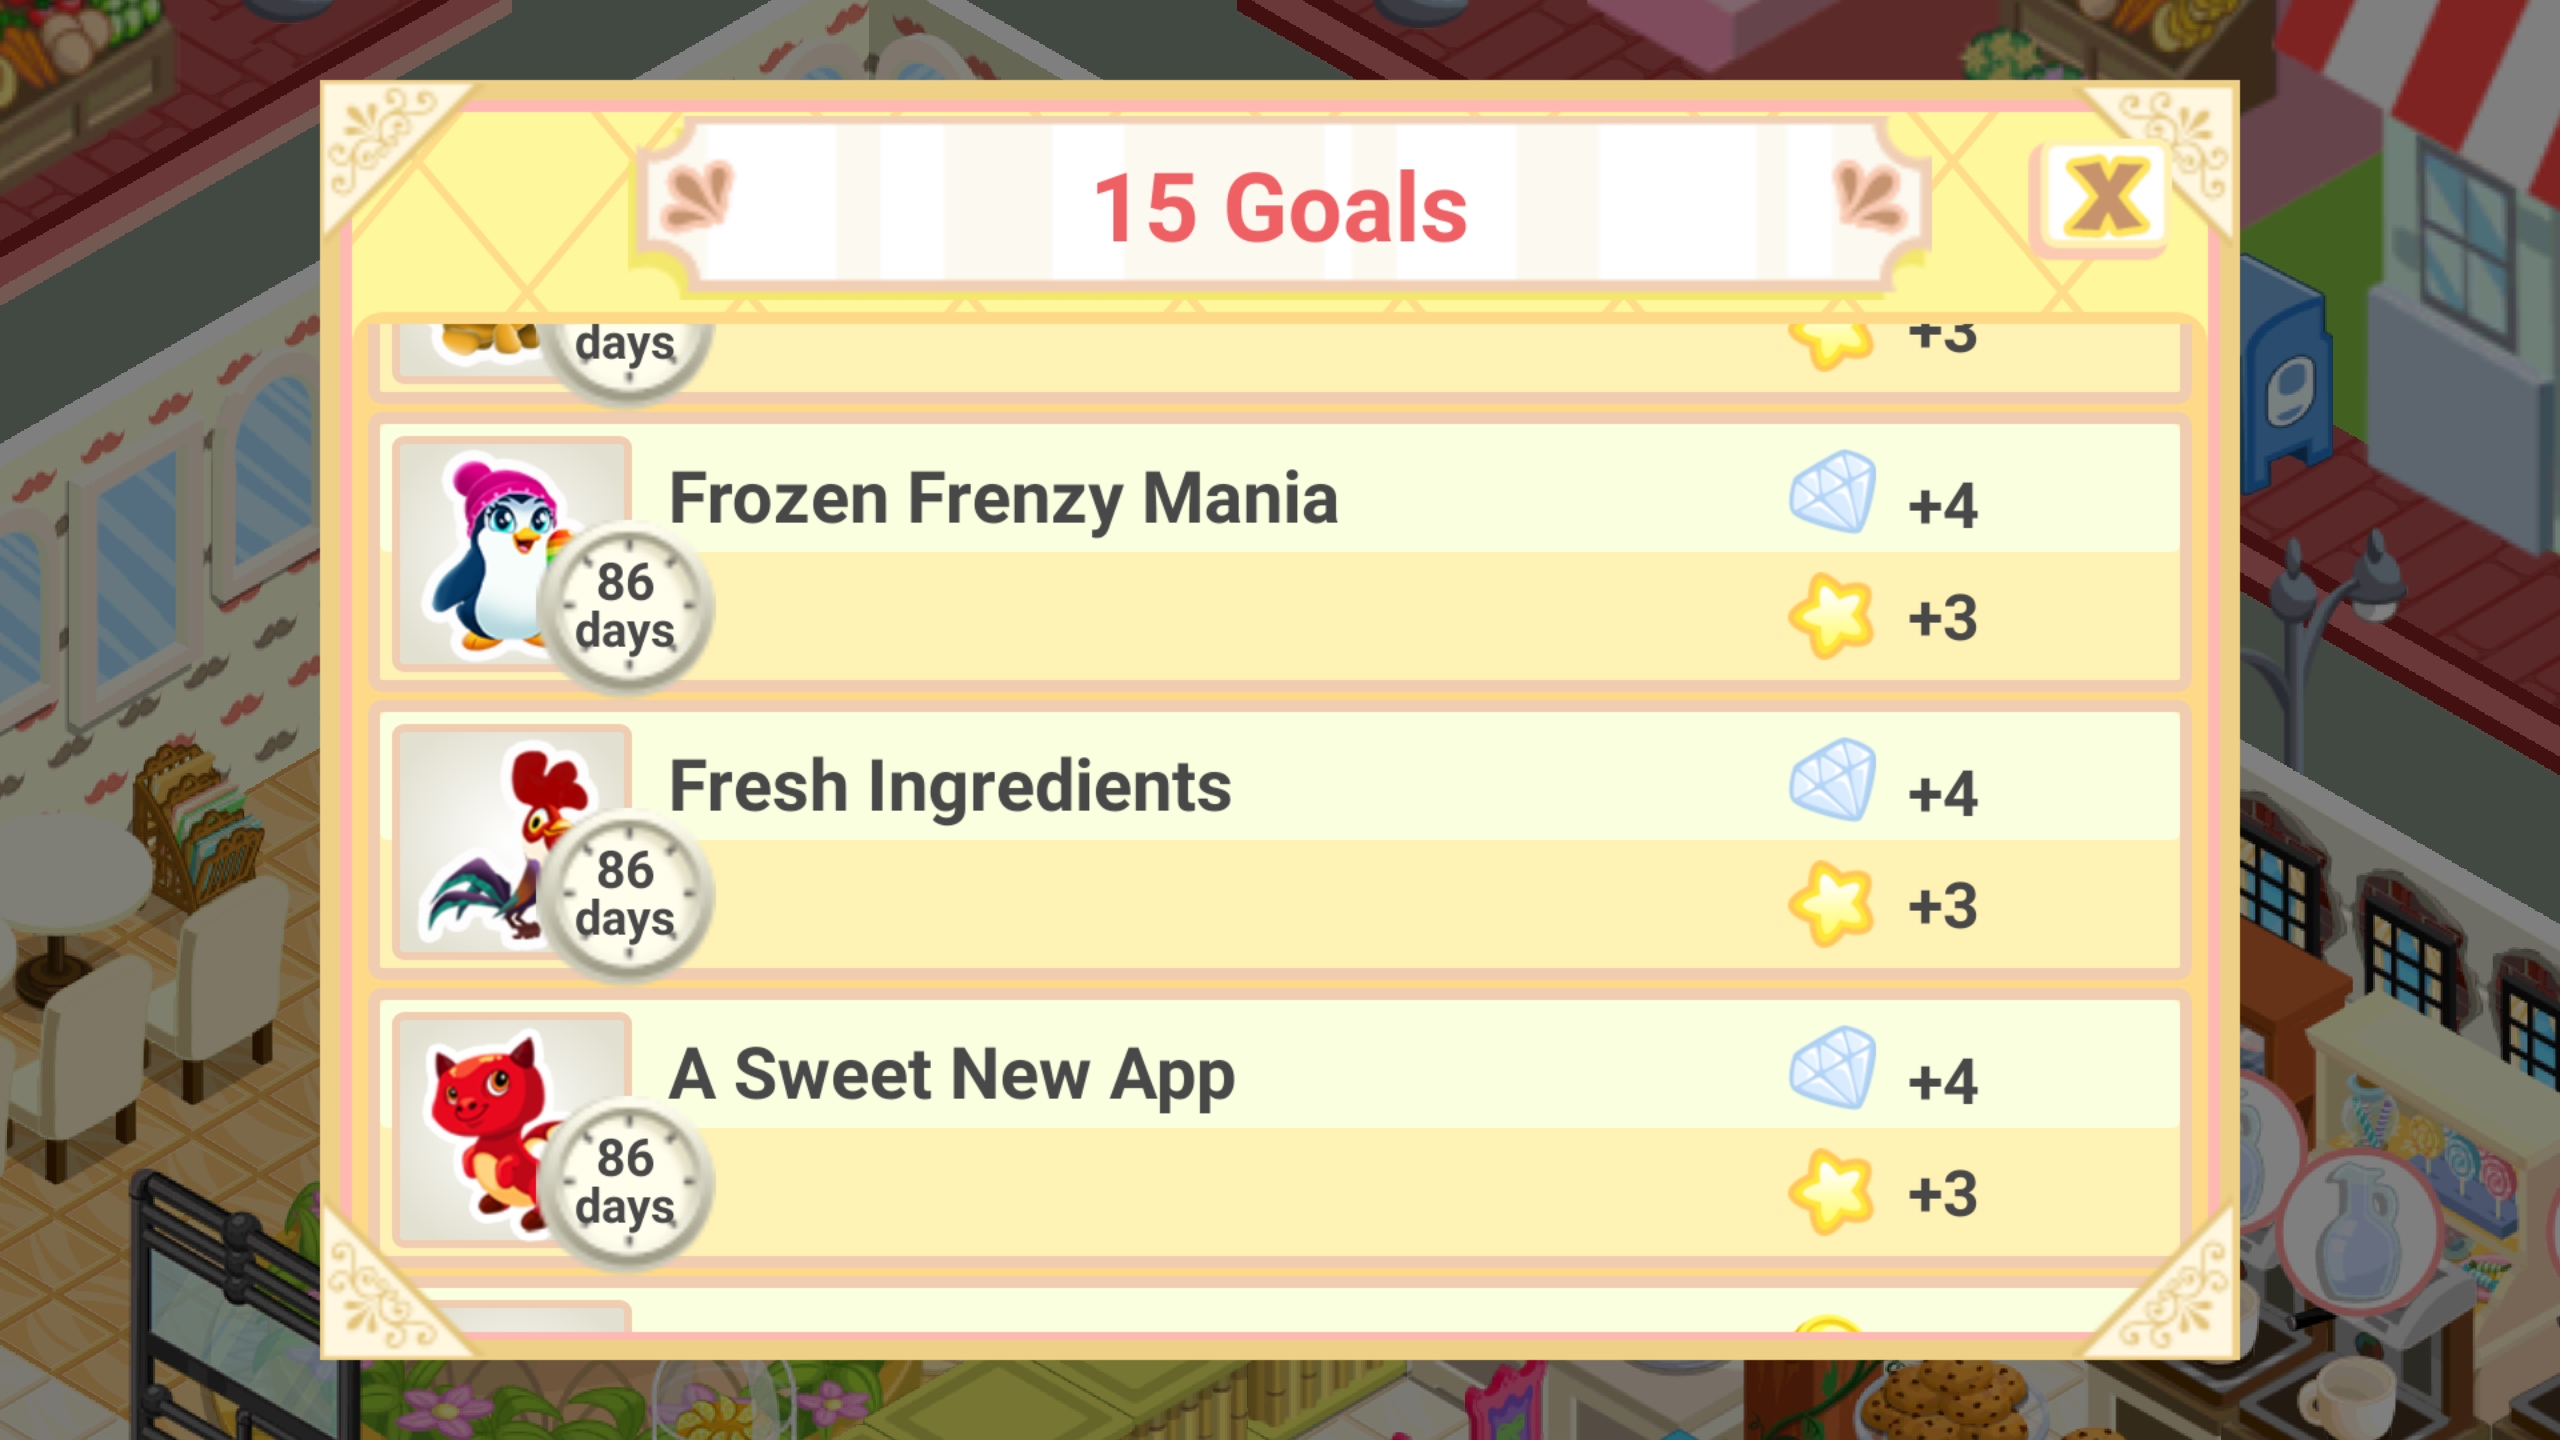 15 Goals
days
+3
Frozen Frenzy Mania
+4
86
days
+3
Fresh Ingredients
+4
86
days
+3
A Sweet New App
+4
86
days
+3